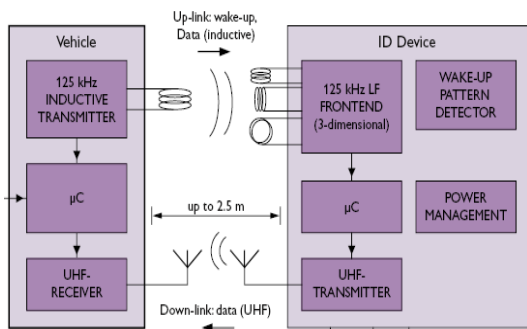 Up-link: wake-up,
Data (inductive)
Vehicle
ID Device
125 kHz
INDUCTIVE
TRANSMITTER
125 kHz LF
FRONTEND
(3-dimensional)
WAKE-UP
PATTERN
DETECTOR
µC
up to 2.5 m
µC
POWER
MANAGEMENT
UHF-
RECEIVER
UHF-
TRANSMITTER
Down-link: data (UHF)